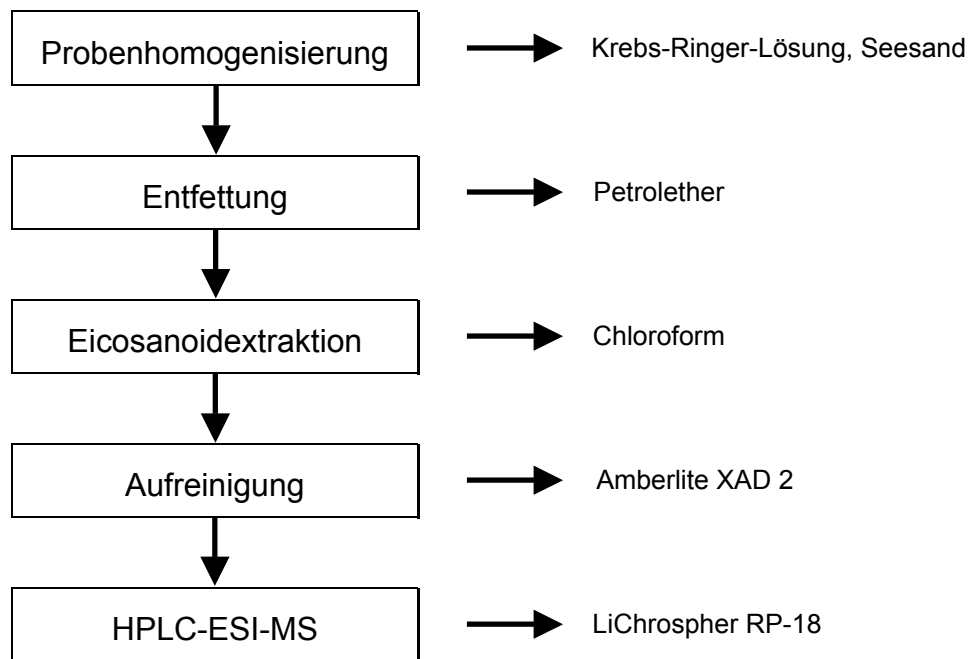 Probenhomogenisierung
Krebs-Ringer-Lösung, Seesand
Entfettung
Petrolether
Eicosanoidextraktion
Chloroform
Aufreinigung
Amberlite XAD 2
HPLC-ESI-MS
LiChrospher RP-18